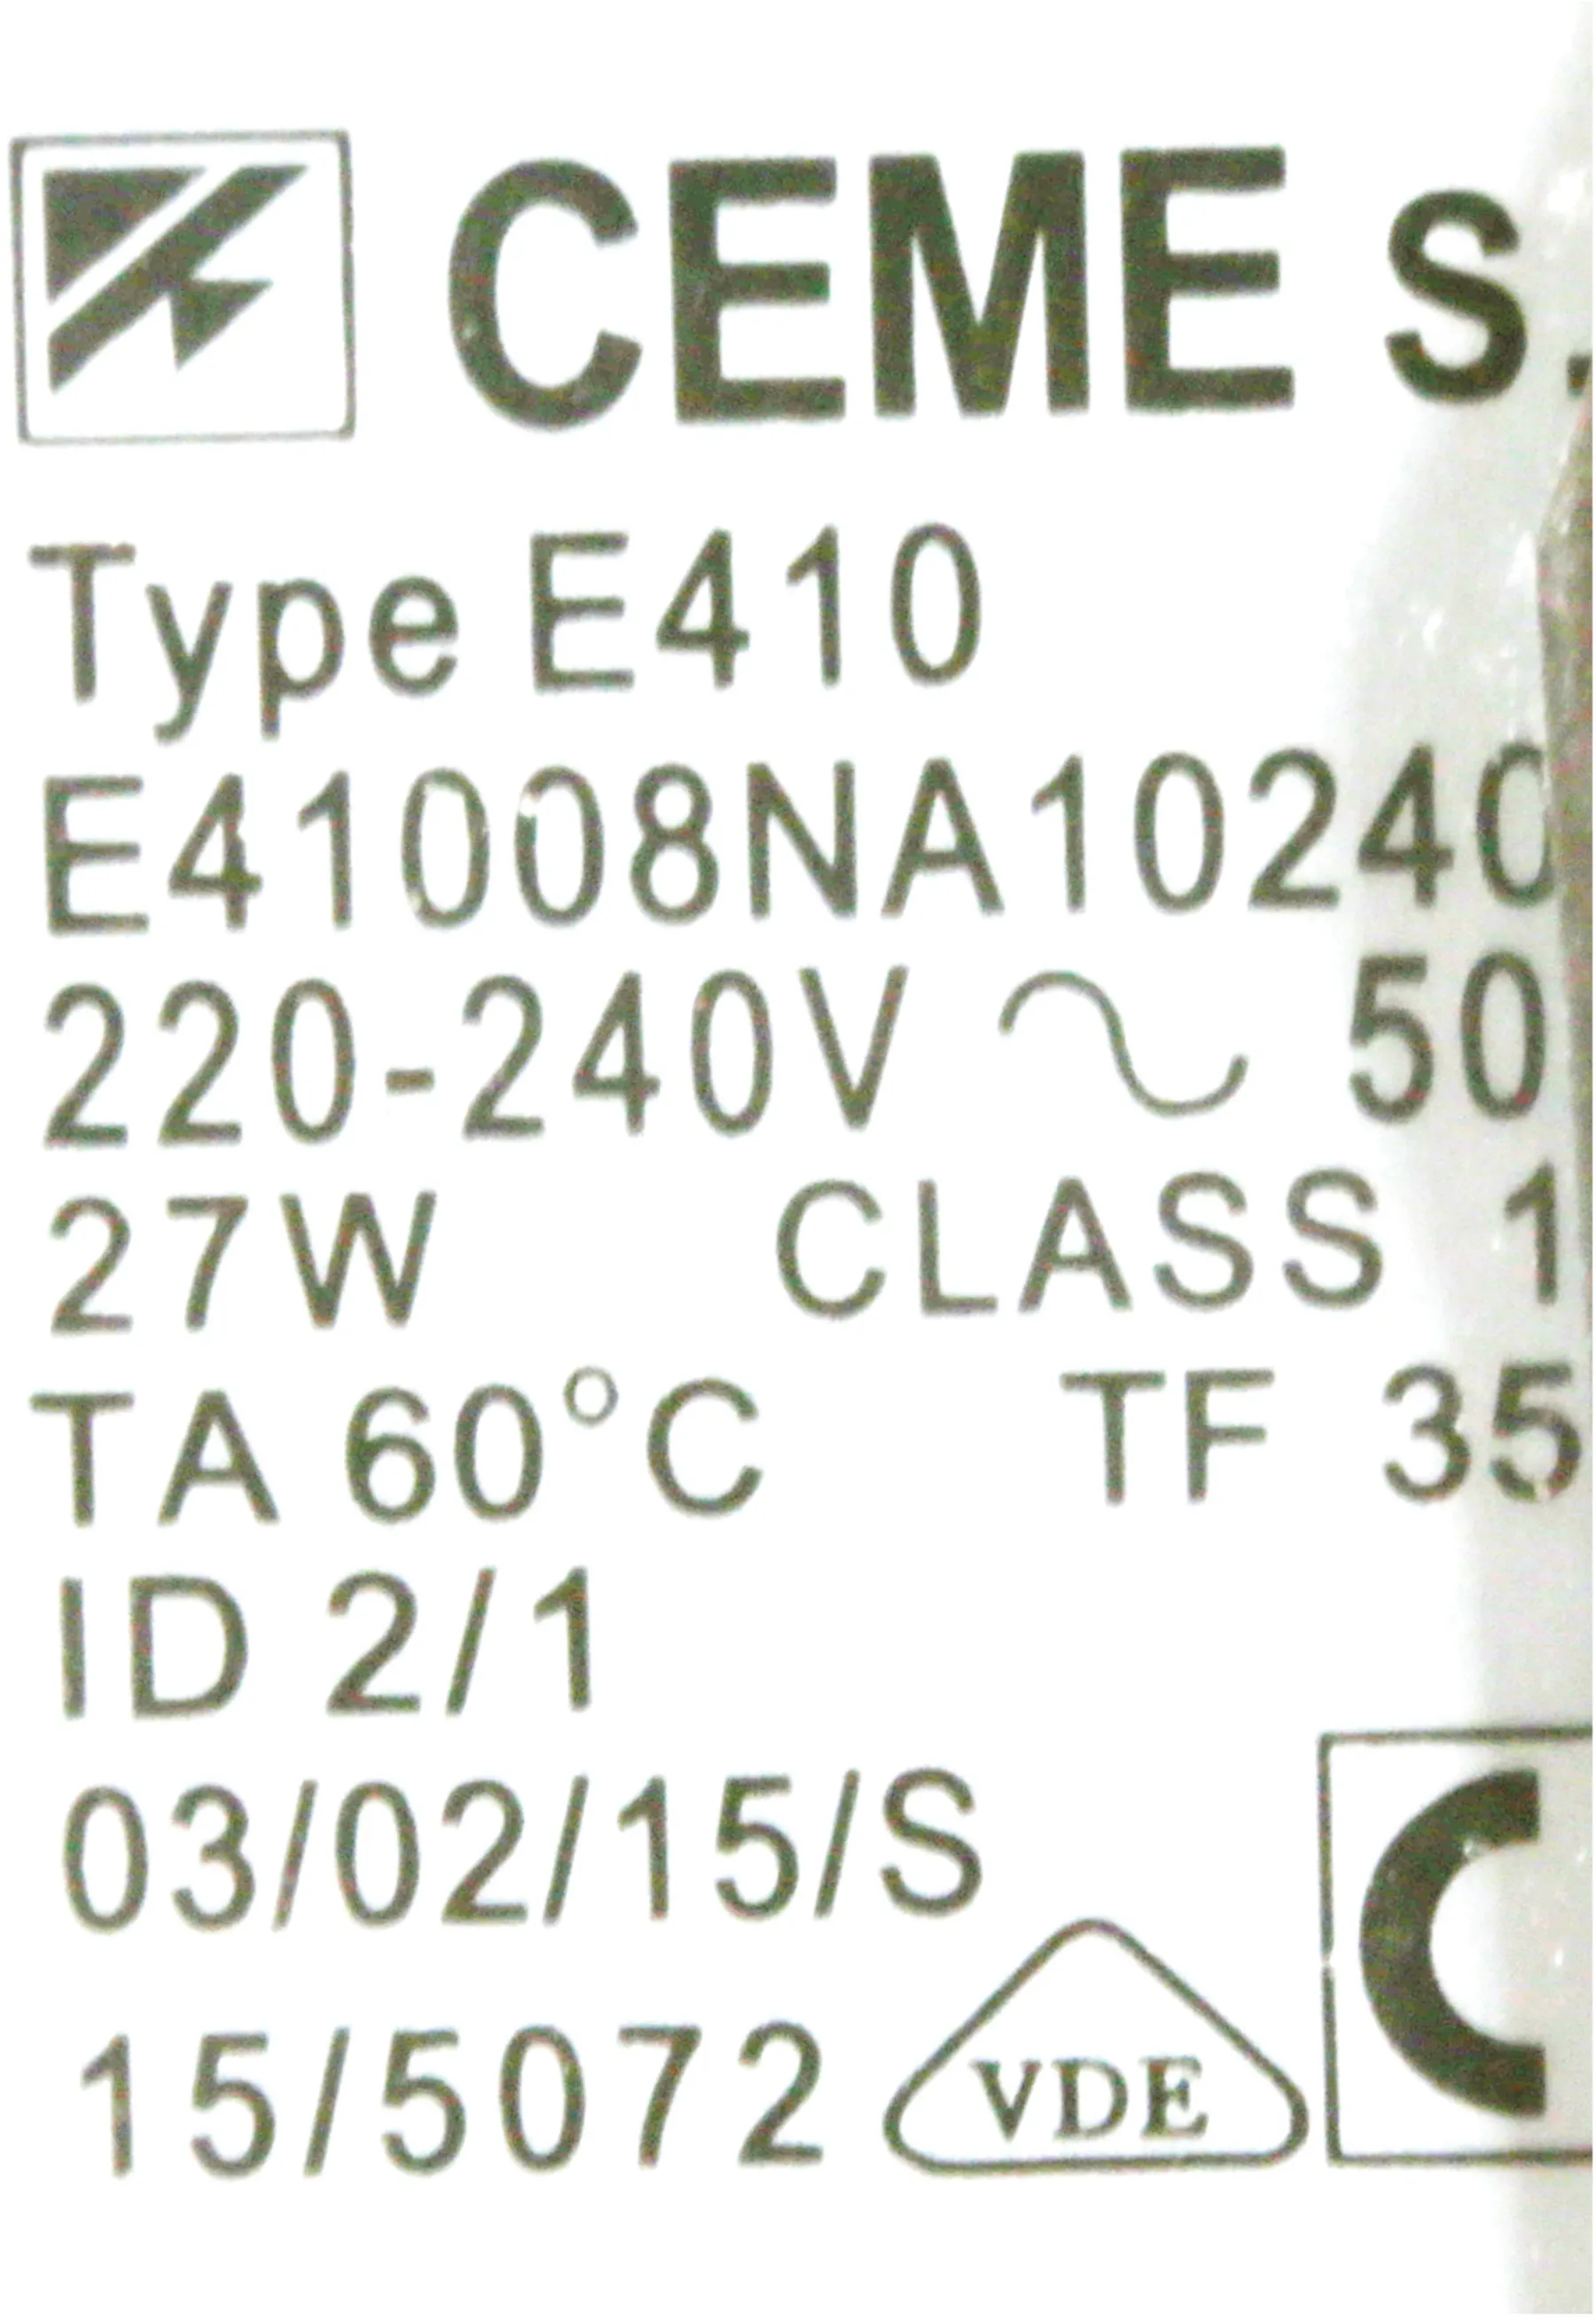 CEME s.
Type E410
E41008NA10240
220-240V ~ 50
27W CLASS 1
TA 60°C TF 35
ID 2/1
03/02/15/S
15/5072 VDE C